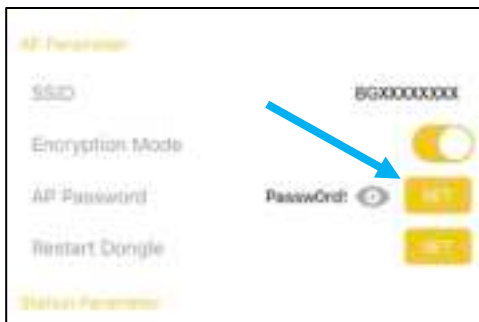 AP Parameter
SSID BGXXXXXXXX
Encryption Mode
AP Password Passw0rd! SET
Restart Dongle SET
Station Parameter